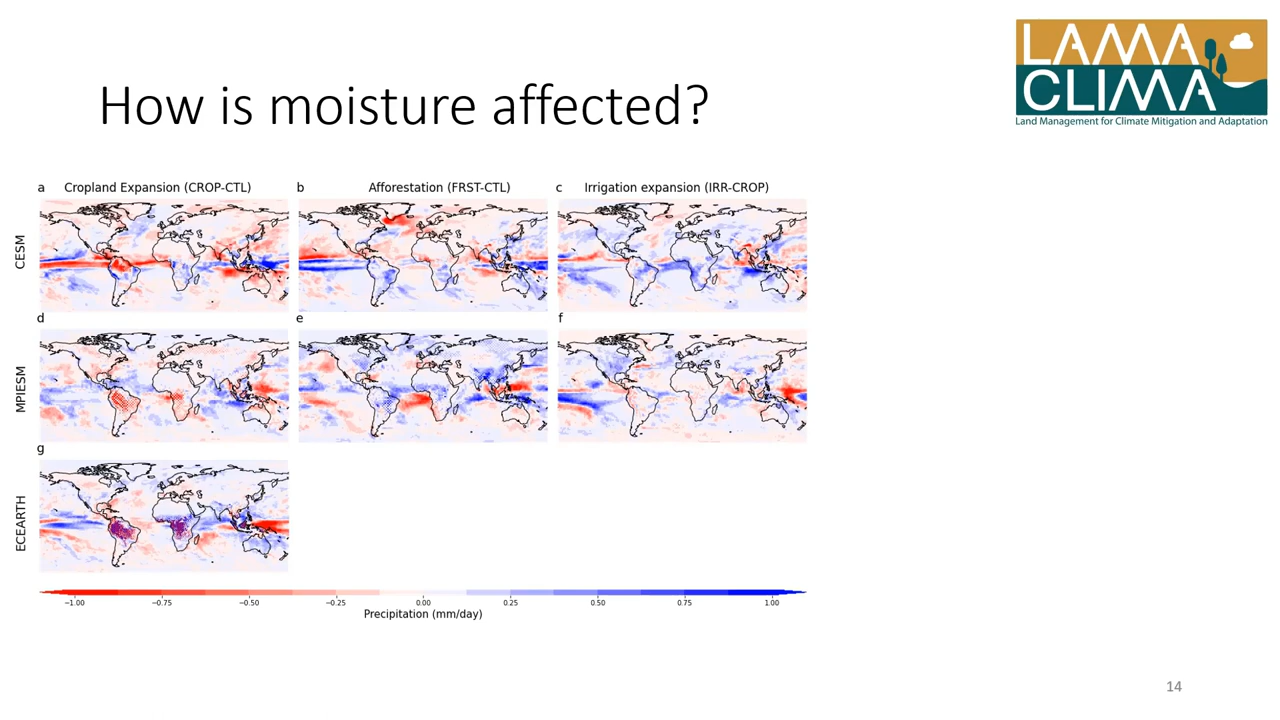 LAMA
CLIMA
Land Management for Climate Mitigation and Adaptation
How is moisture affected?
a Cropland Expansion (CROP-CTL)
b Afforestation (FRST-CTL)
c Irrigation expansion (IRR-CROP)
CESM
d
e
f
MPIESM
g
ECEARTH
−1.00 −0.75 −0.50 −0.25 0.00 0.25 0.50 0.75 1.00
Precipitation (mm/day)
14